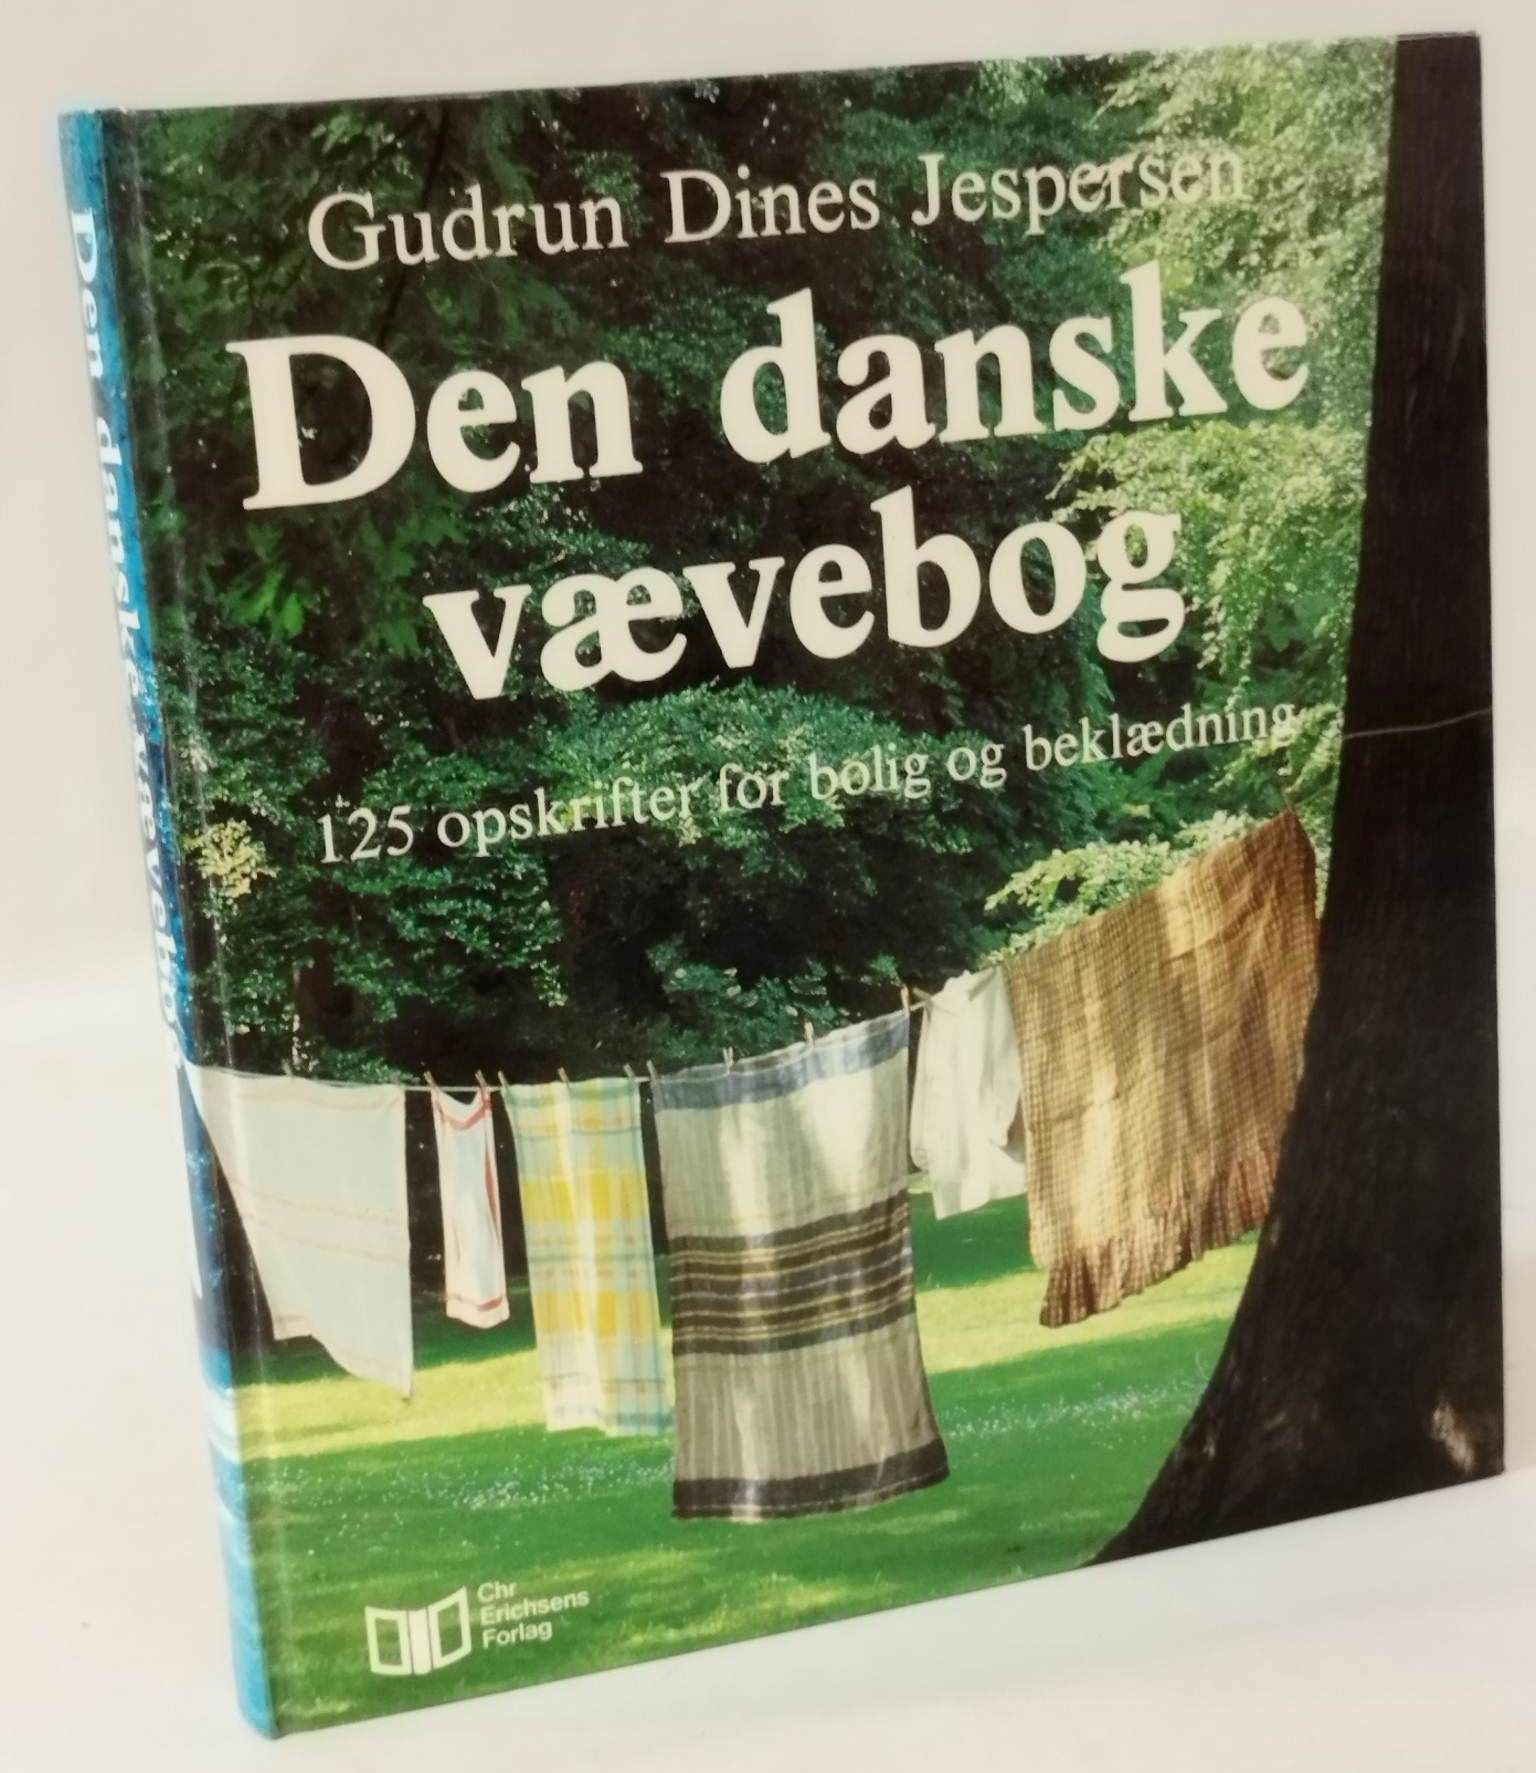 Gudrun Dines Jespersen
Den danske
vævebog
125 opskrifter for bolig og beklædning
Chr
Erichsens
Forlag
Den danske vævebog